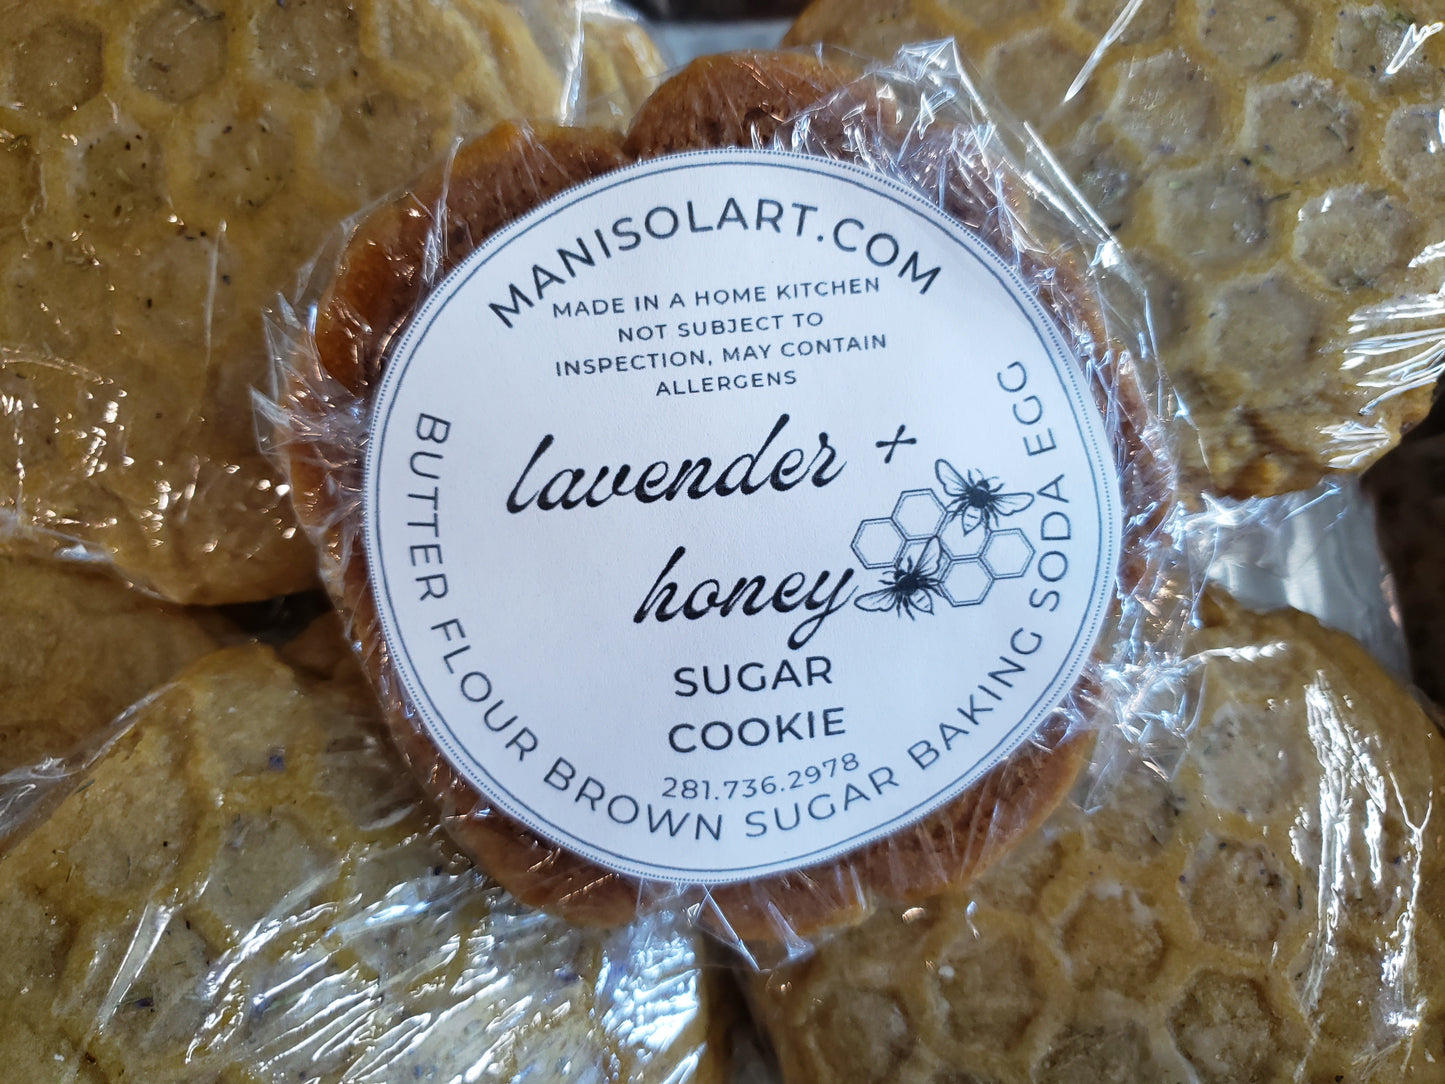 MANISOLART.COM
MADE IN A HOME KITCHEN
NOT SUBJECT TO
INSPECTION, MAY CONTAIN
ALLERGENS
lavender +
honey
SUGAR
COOKIE
281.736.2978
BUTTER FLOUR BROWN SUGAR BAKING SODA EGG